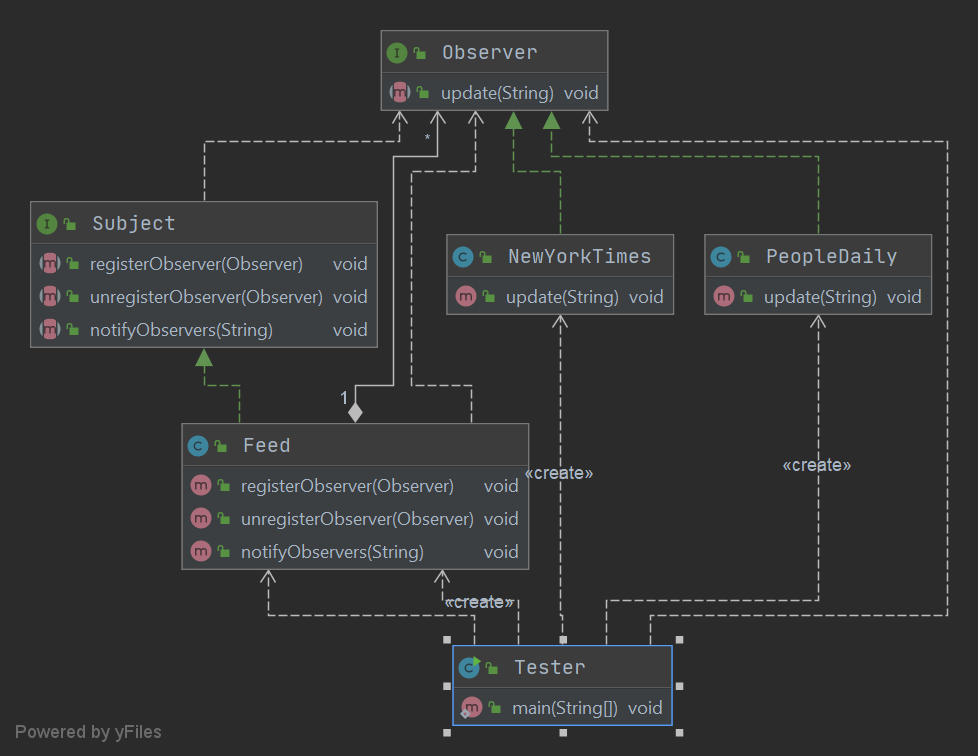 Observer
update(String) void
*
Subject
registerObserver(Observer) void
unregisterObserver(Observer) void
notifyObservers(String) void
NewYorkTimes
update(String) void
PeopleDaily
update(String) void
1
Feed
registerObserver(Observer) void
unregisterObserver(Observer) void
notifyObservers(String) void
«create»
«create»
«create»
Tester
main(String[]) void
Powered by yFiles